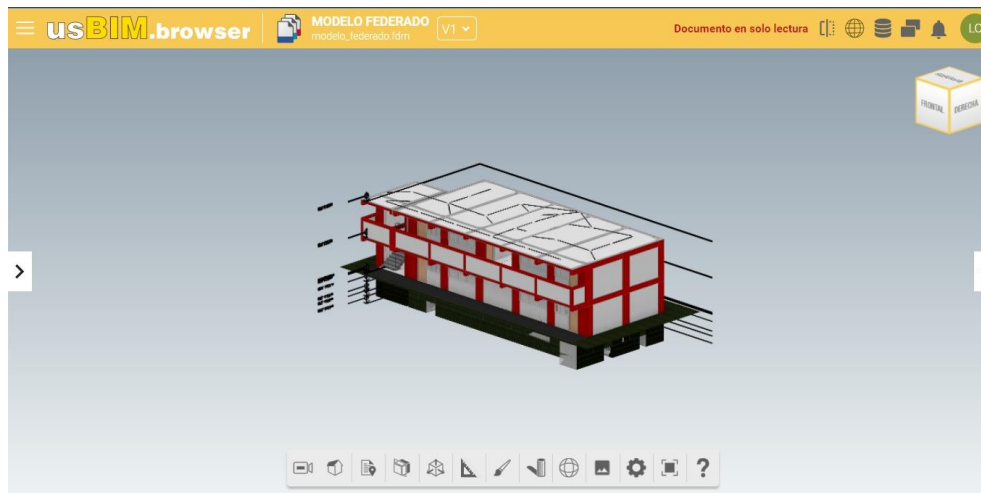 usBIM.browser
MODELO FEDERADO
modelo_federado.fdm
V1
Documento en solo lectura
LC
FRONTAL
DERECHA
?